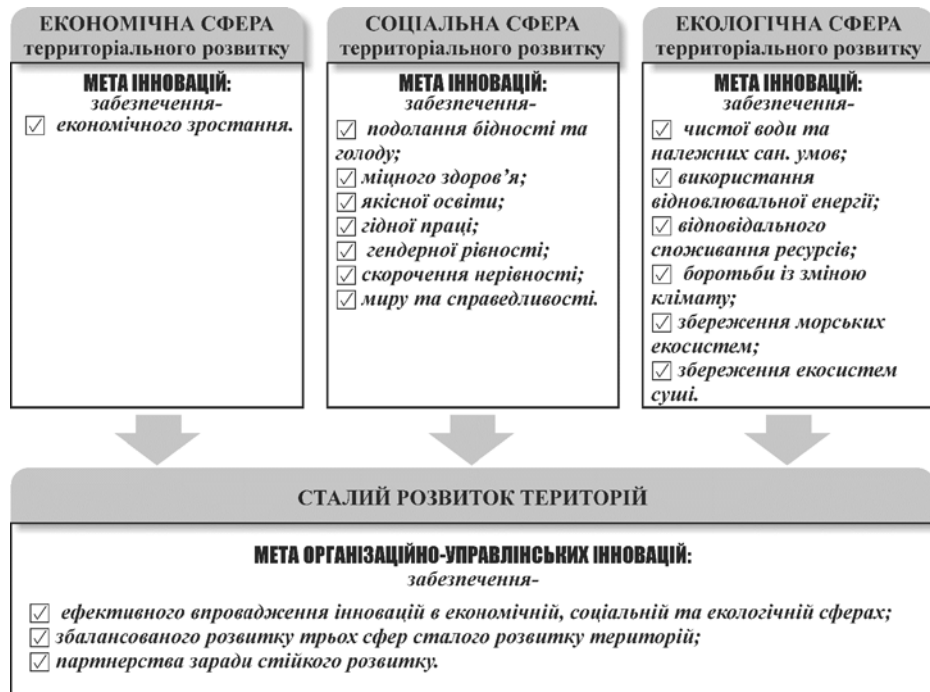 ЕКОНОМІЧНА СФЕРА
територріального розвитку
МЕТА ІННОВАЦІЙ:
забезпечення-
☑ економічного зростання.
СОЦІАЛЬНА СФЕРА
територріального розвитку
МЕТА ІННОВАЦІЙ:
забезпечення-
☑ подолання бідності та
голоду;
☑ міцного здоров’я;
☑ якісної освіти;
☑ гідної праці;
☑ гендерної рівності;
☑ скорочення нерівності;
☑ миру та справедливості.
ЕКОЛОГІЧНА СФЕРА
територріального розвитку
МЕТА ІННОВАЦІЙ:
забезпечення-
☑ чистої води та
належних сан. умов;
☑ використання
відновлювальної енергії;
☑ відповідального
споживання ресурсів;
☑ боротьби із зміною
клімату;
☑ збереження морських
екосистем;
☑ збереження екосистем
суші.
СТАЛИЙ РОЗВИТОК ТЕРИТОРІЙ
МЕТА ОРГАНІЗАЦІЙНО-УПРАВЛІНСЬКИХ ІННОВАЦІЙ:
забезпечення-
☑ ефективного впровадження інновацій в економічній, соціальній та екологічній сферах;
☑ збалансованого розвитку трьох сфер сталого розвитку територій;
☑ партнерства заради стійкого розвитку.